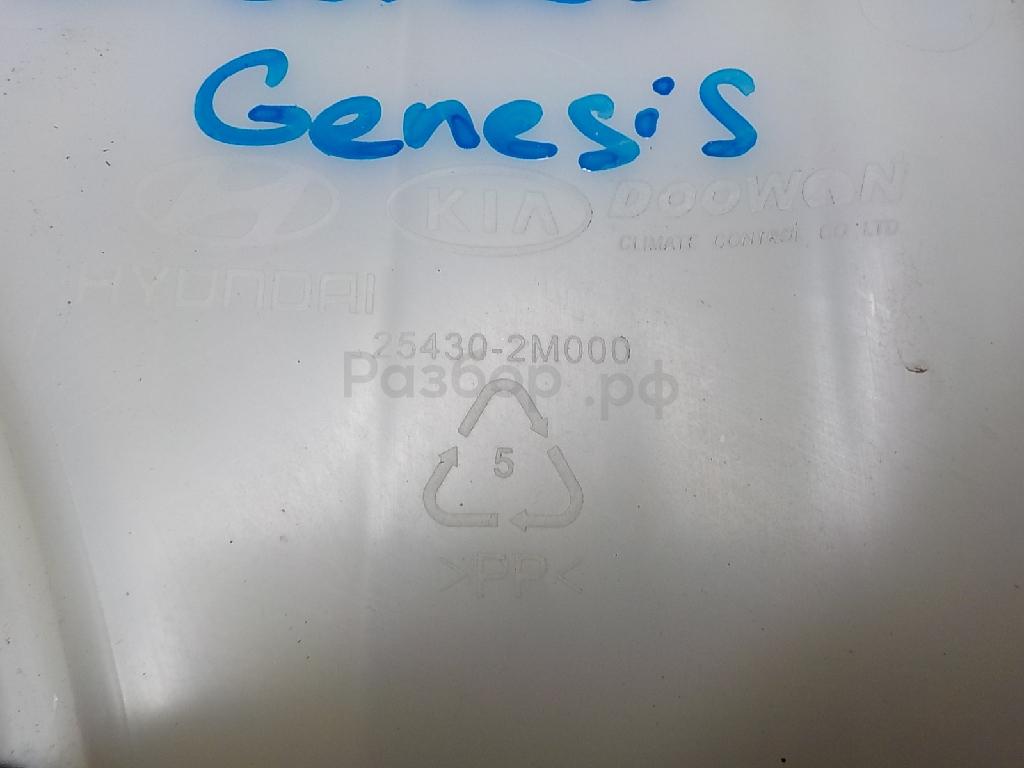 Genesis
KIA DOOWON
CLIMATE CONTROL CO LTD
HYUNDAI
25430-2M000
Разбор.рф
5
>PP<